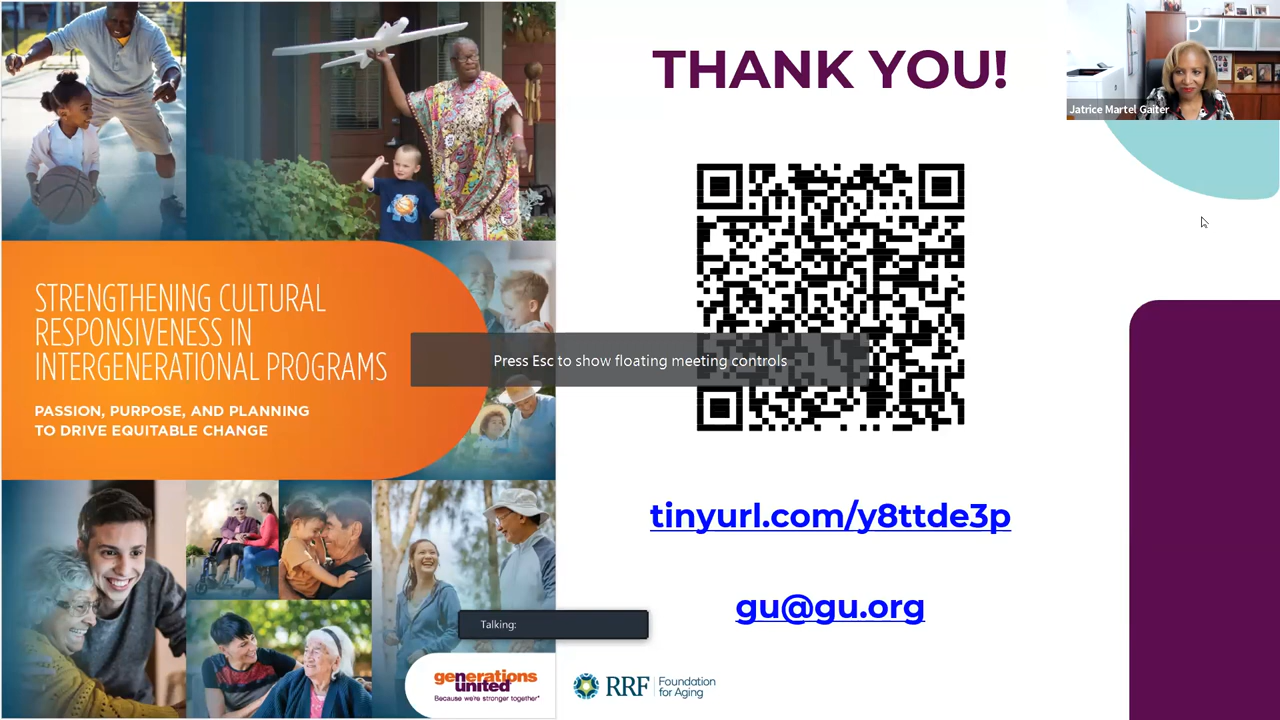 THANK YOU!
Jatrice Martel Gaiter
STRENGTHENING CULTURAL
RESPONSIVENESS IN
INTERGENERATIONAL PROGRAMS
PASSION, PURPOSE, AND PLANNING
TO DRIVE EQUITABLE CHANGE
Press Esc to show floating meeting controls
tinyurl.com/y8ttde3p
gu@gu.org
Talking:
generations
united
Because we're stronger together®
RRF Foundation
for Aging